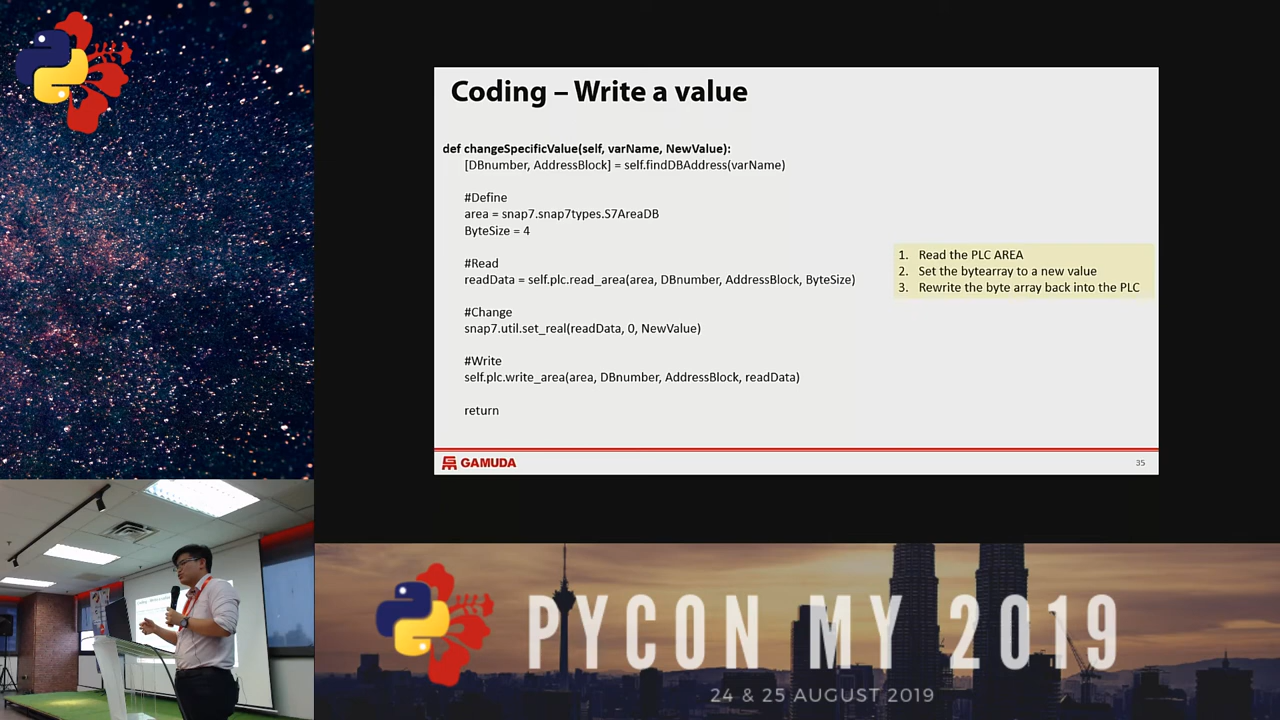 Coding – Write a value
def changeSpecificValue(self, varName, NewValue):
[DBnumber, AddressBlock] = self.findDBAddress(varName)
#Define
area = snap7.snap7types.S7AreaDB
ByteSize = 4
#Read
readData = self.plc.read_area(area, DBnumber, AddressBlock, ByteSize)
#Change
snap7.util.set_real(readData, 0, NewValue)
#Write
self.plc.write_area(area, DBnumber, AddressBlock, readData)
return
1. Read the PLC AREA
2. Set the bytearray to a new value
3. Rewrite the byte array back into the PLC
GAMUDA
35
PYCON MY 2019
24 & 25 AUGUST 2019